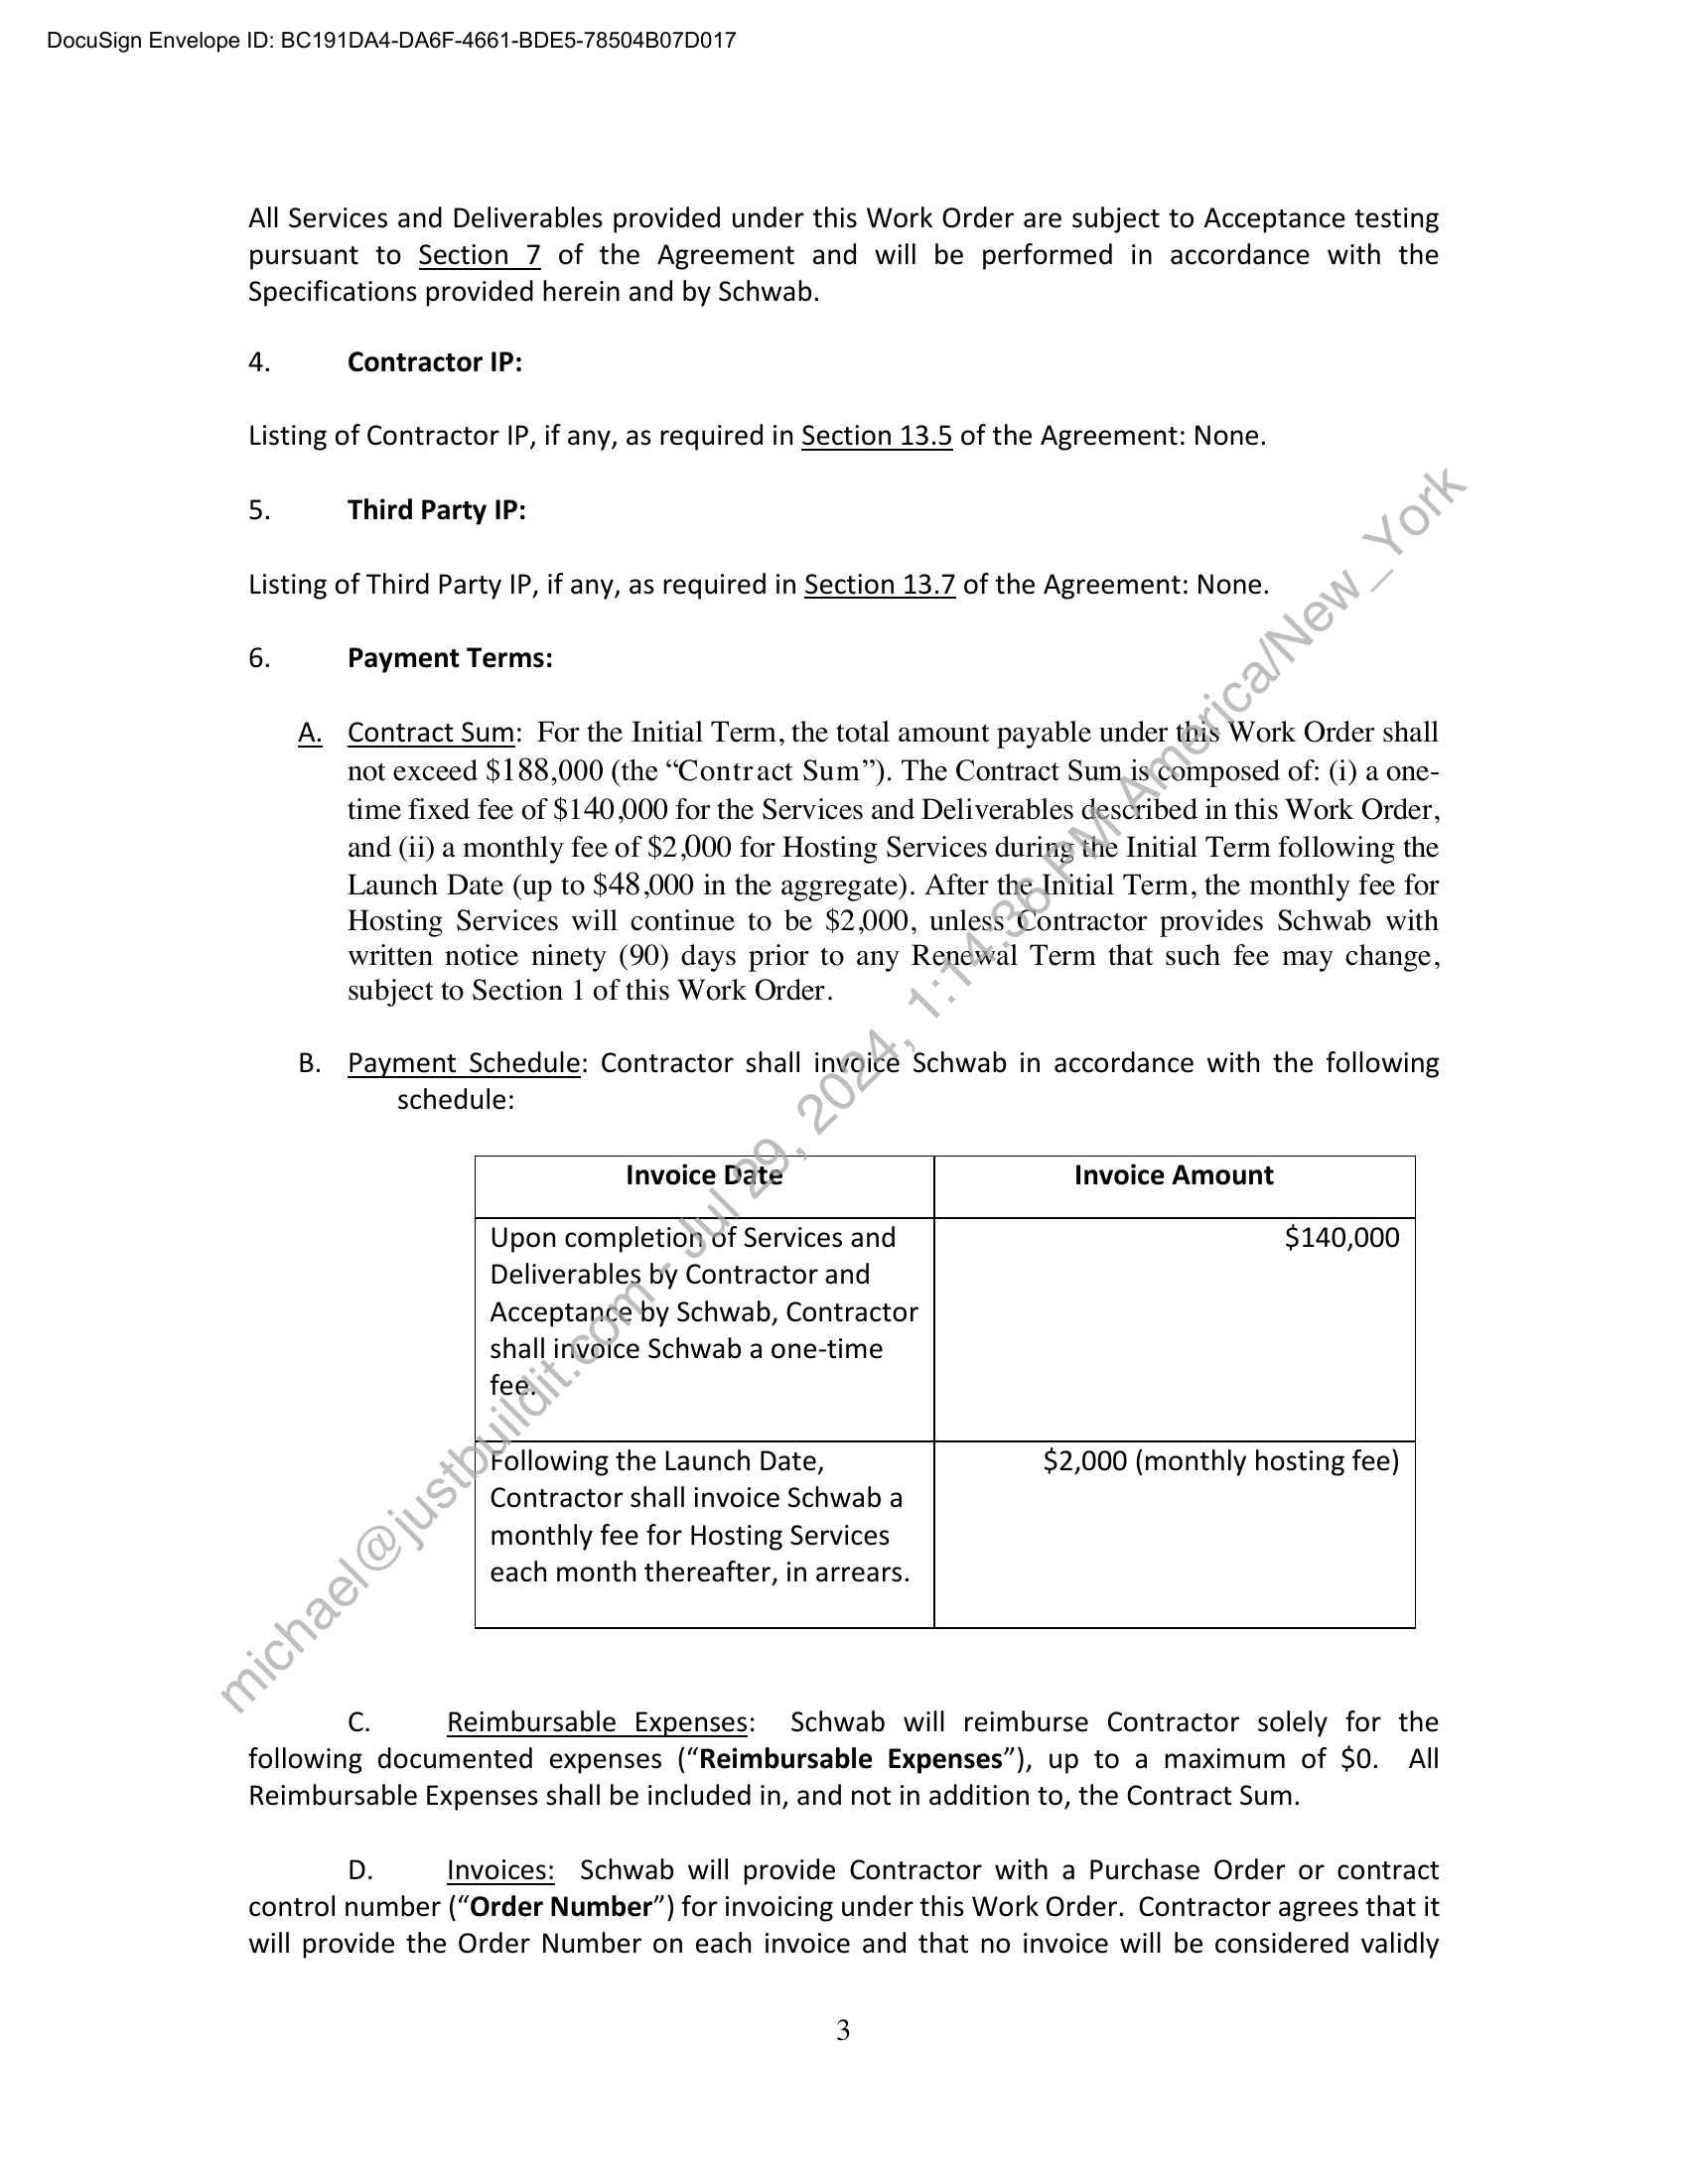 DocuSign Envelope ID: BC191DA4-DA6F-4661-BDE5-78504B07D017
All Services and Deliverables provided under this Work Order are subject to Acceptance testing
pursuant to Section 7 of the Agreement and will be performed in accordance with the
Specifications provided herein and by Schwab.
4. Contractor IP:
Listing of Contractor IP, if any, as required in Section 13.5 of the Agreement: None.
5. Third Party IP:
Listing of Third Party IP, if any, as required in Section 13.7 of the Agreement: None.
6. Payment Terms:
A. Contract Sum: For the Initial Term, the total amount payable under this Work Order shall
not exceed $188,000 (the “Contract Sum”). The Contract Sum is composed of: (i) a one-
time fixed fee of $140,000 for the Services and Deliverables described in this Work Order,
and (ii) a monthly fee of $2,000 for Hosting Services during the Initial Term following the
Launch Date (up to $48,000 in the aggregate). After the Initial Term, the monthly fee for
Hosting Services will continue to be $2,000, unless Contractor provides Schwab with
written notice ninety (90) days prior to any Renewal Term that such fee may change,
subject to Section 1 of this Work Order.
B. Payment Schedule: Contractor shall invoice Schwab in accordance with the following
schedule:
Invoice Date Invoice Amount
Upon completion of Services and $140,000
Deliverables by Contractor and
Acceptance by Schwab, Contractor
shall invoice Schwab a one-time
fee.
Following the Launch Date, $2,000 (monthly hosting fee)
Contractor shall invoice Schwab a
monthly fee for Hosting Services
each month thereafter, in arrears.
C. Reimbursable Expenses: Schwab will reimburse Contractor solely for the
following documented expenses (“Reimbursable Expenses”), up to a maximum of $0. All
Reimbursable Expenses shall be included in, and not in addition to, the Contract Sum.
D. Invoices: Schwab will provide Contractor with a Purchase Order or contract
control number (“Order Number”) for invoicing under this Work Order. Contractor agrees that it
will provide the Order Number on each invoice and that no invoice will be considered validly
3
michael@justbuildit.com - Jul 29, 2024, 1:14:36 PM America/New_York